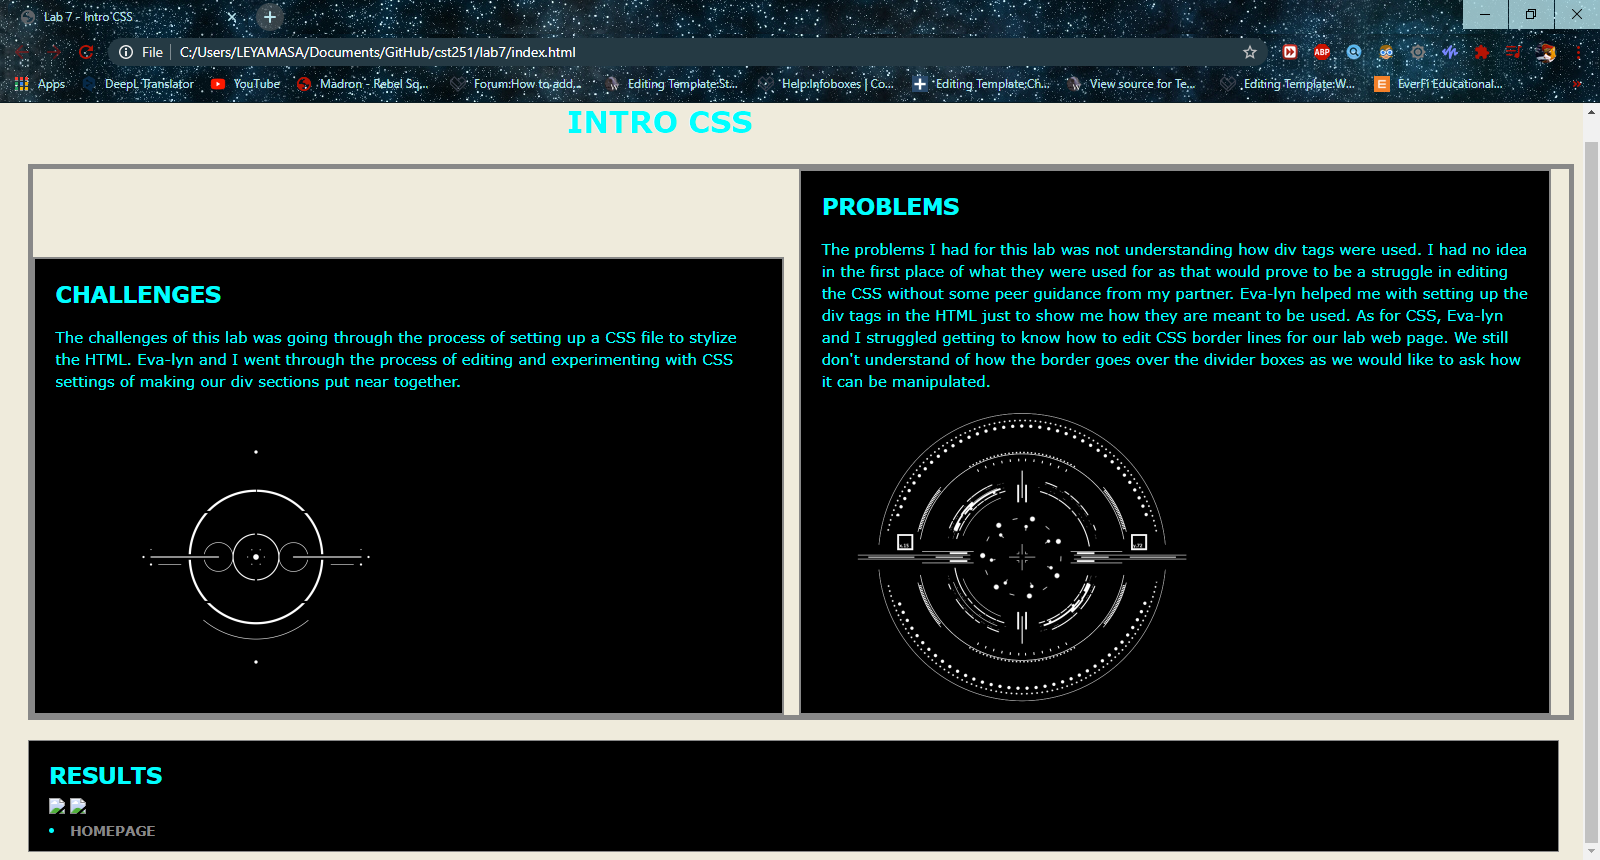 Lab 7 - Intro CSS
File
C:/Users/LEYAMASA/Documents/GitHub/cst251/lab7/index.html
ABP
Apps
DeepL Translator
YouTube
Madron - Rebel Sq...
Forum:How to add...
Editing Template:St...
Help:Infoboxes | Co...
Editing Template:Ch...
View source for Te...
Editing Template:W...
E
EverFi Educational...
INTRO CSS
CHALLENGES
The challenges of this lab was going through the process of setting up a CSS file to stylize
the HTML. Eva-lyn and I went through the process of editing and experimenting with CSS
settings of making our div sections put near together.
PROBLEMS
The problems I had for this lab was not understanding how div tags were used. I had no idea
in the first place of what they were used for as that would prove to be a struggle in editing
the CSS without some peer guidance from my partner. Eva-lyn helped me with setting up the
div tags in the HTML just to show me how they are meant to be used. As for CSS, Eva-lyn
and I struggled getting to know how to edit CSS border lines for our lab web page. We still
don't understand of how the border goes over the divider boxes as we would like to ask how
it can be manipulated.
RESULTS
• HOMEPAGE